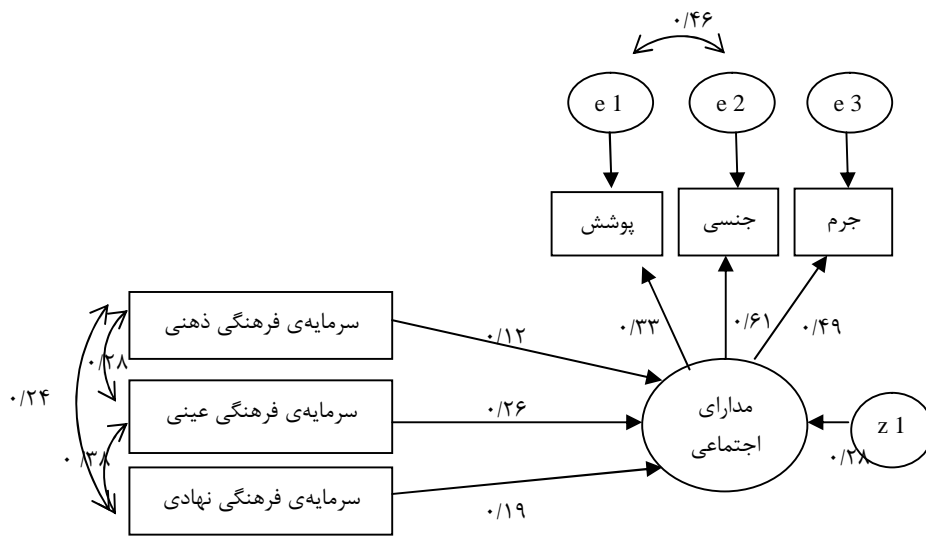 ۰/۴۶
e 1
e 2
e 3
پوشش
جنسی
جرم
سرمایه‌ی فرهنگی ذهنی
۰/۱۲
۰/۳۳
۰/۶۱
۰/۴۹
۰/۲۸
۰/۲۴
سرمایه‌ی فرهنگی عینی
۰/۲۶
مدارای
اجتماعی
z 1
۰/۲۸
۰/۳۸
سرمایه‌ی فرهنگی نهادی
۰/۱۹